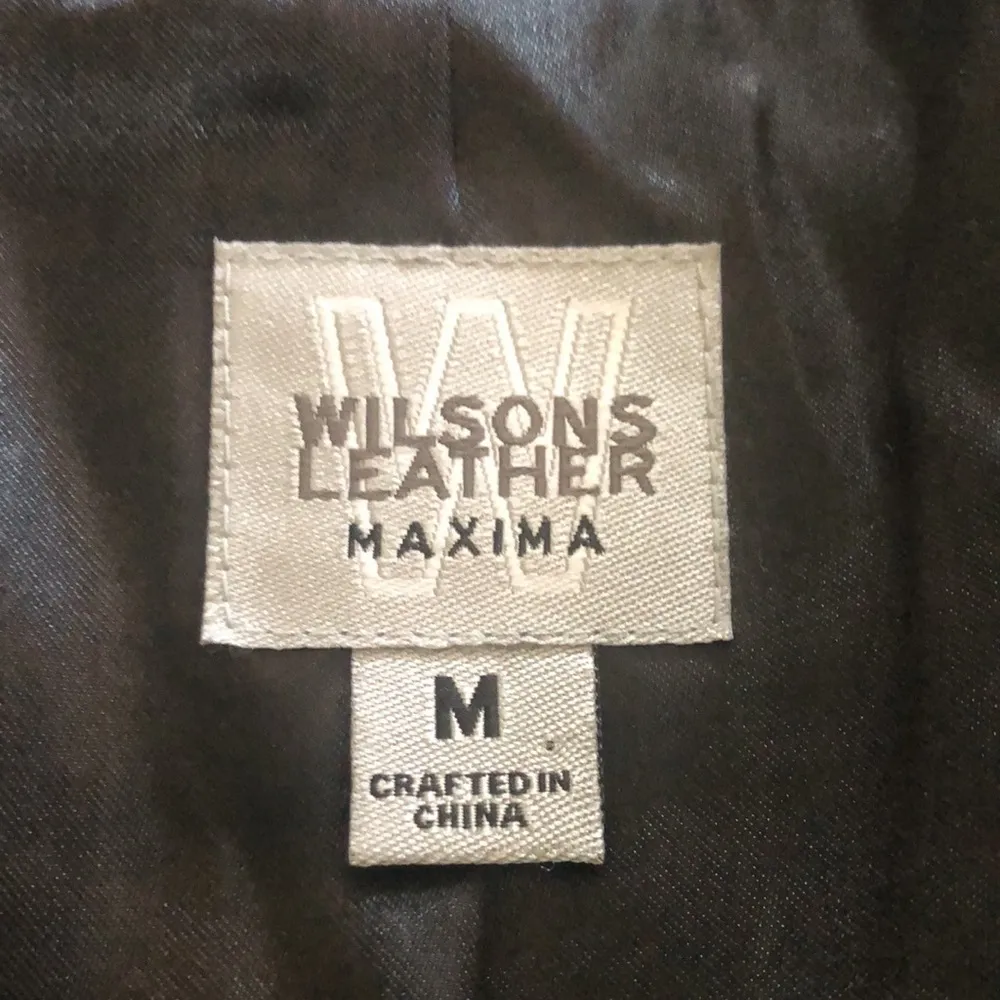 W
WILSONS
LEATHER
MAXIMA
M
CRAFTED IN
CHINA